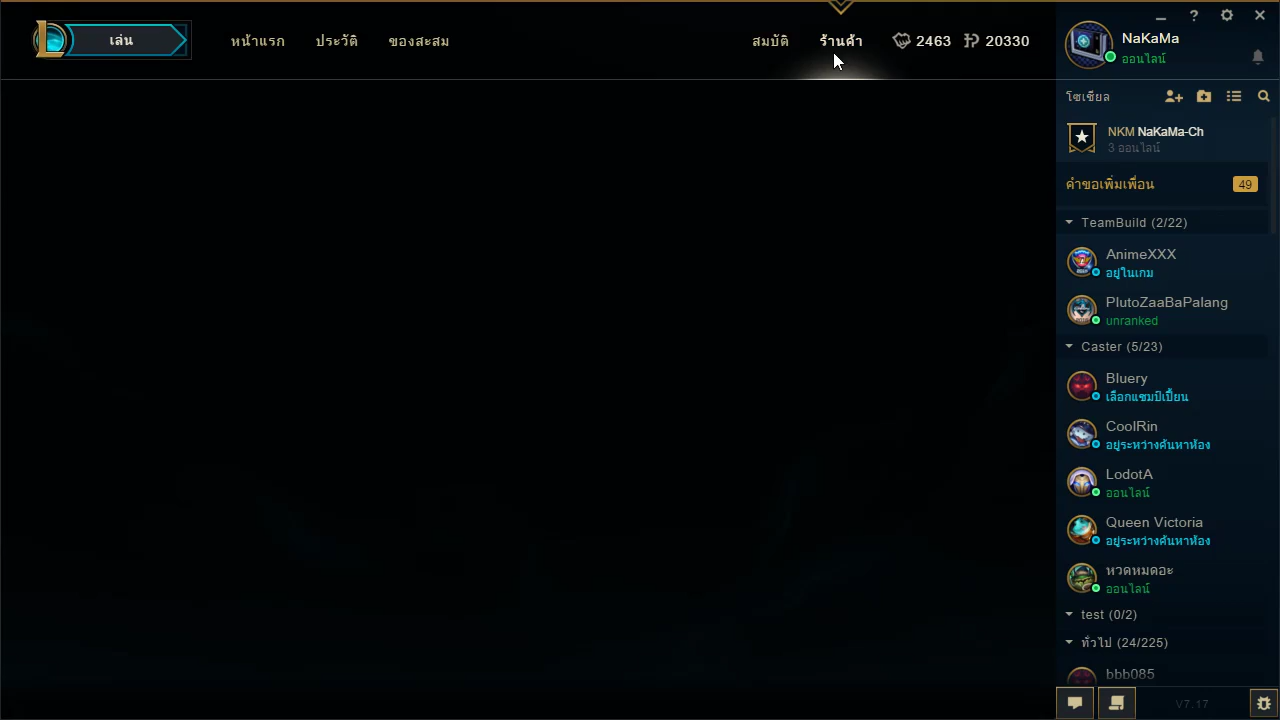 เล่น
หน้าแรก
ประวัติ
ของสะสม
สมบัติ
ร้านค้า
2463
20330
?
NaKaMa
ออนไลน์
โซเชียล
NKM NaKaMa-Ch
3 ออนไลน์
คำขอเพิ่มเพื่อน
49
TeamBuild (2/22)
AnimeXXX
อยู่ในเกม
PlutoZaaBaPalang
unranked
Caster (5/23)
Bluery
เลือกแชมป์เปี้ยน
CoolRin
อยู่ระหว่างค้นหาห้อง
LodotA
ออนไลน์
Queen Victoria
อยู่ระหว่างค้นหาห้อง
หวดหมดอะ
ออนไลน์
test (0/2)
ทั่วไป (24/225)
bbb085
V7.17